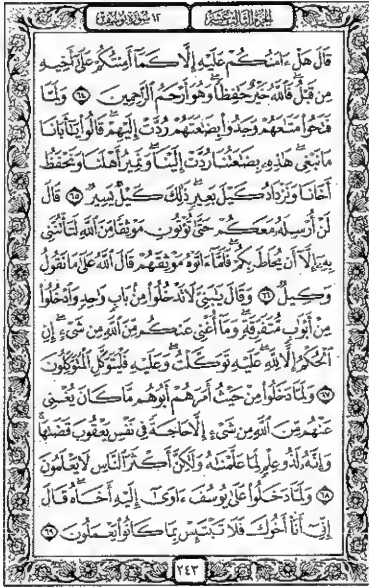 الجزء الثالث عشر ١٢ سورة يوسف
قَالَ هَلْ ءَامَنُكُمْ عَلَيْهِ إِلَّا كَمَآ أَمِنتُكُمْ عَلَىٰٓ أَخِيهِ
مِن قَبْلُ فَٱللَّهُ خَيْرٌ حَٰفِظًا وَهُوَ أَرْحَمُ ٱلرَّٰحِمِينَ ٦٤ وَلَمَّا
فَتَحُوا۟ مَتَٰعَهُمْ وَجَدُوا۟ بِضَٰعَتَهُمْ رُدَّتْ إِلَيْهِمْ قَالُوا۟ يَٰٓأَبَانَا
مَا نَبْغِى هَٰذِهِۦ بِضَٰعَتُنَا رُدَّتْ إِلَيْنَا وَنَمِيرُ أَهْلَنَا وَنَحْفَظُ
أَخَانَا وَنَزْدَادُ كَيْلَ بَعِيرٍ ذَٰلِكَ كَيْلٌ يَسِيرٌ ٦٥ قَالَ
لَنْ أُرْسِلَهُۥ مَعَكُمْ حَتَّىٰ تُؤْتُونِ مَوْثِقًا مِّنَ ٱللَّهِ لَتَأْتُنَّنِى
بِهِۦٓ إِلَّآ أَن يُحَاطَ بِكُمْ فَلَمَّآ ءَاتَوْهُ مَوْثِقَهُمْ قَالَ ٱللَّهُ عَلَىٰ مَا نَقُولُ
وَكِيلٌ ٦٦ وَقَالَ يَٰبَنِىَّ لَا تَدْخُلُوا۟ مِنۢ بَابٍ وَٰحِدٍ وَٱدْخُلُوا۟
مِنْ أَبْوَٰبٍ مُّتَفَرِّقَةٍ وَمَآ أُغْنِى عَنكُم مِّنَ ٱللَّهِ مِن شَىْءٍ إِنِ
ٱلْحُكْمُ إِلَّا لِلَّهِ عَلَيْهِ تَوَكَّلْتُ وَعَلَيْهِ فَلْيَتَوَكَّلِ ٱلْمُتَوَكِّلُونَ
٦٧ وَلَمَّا دَخَلُوا۟ مِنْ حَيْثُ أَمَرَهُمْ أَبُوهُم مَّا كَانَ يُغْنِى
عَنْهُم مِّنَ ٱللَّهِ مِن شَىْءٍ إِلَّا حَاجَةً فِى نَفْسِ يَعْقُوبَ قَضَىٰهَا
وَإِنَّهُۥ لَذُو عِلْمٍ لِّمَا عَلَّمْنَٰهُ وَلَٰكِنَّ أَكْثَرَ ٱلنَّاسِ لَا يَعْلَمُونَ
٦٨ وَلَمَّا دَخَلُوا۟ عَلَىٰ يُوسُفَ ءَاوَىٰٓ إِلَيْهِ أَخَاهُ قَالَ
إِنِّىٓ أَنَا۠ أَخُوكَ فَلَا تَبْتَئِسْ بِمَا كَانُوا۟ يَعْمَلُونَ ٦٩
٢٤٣